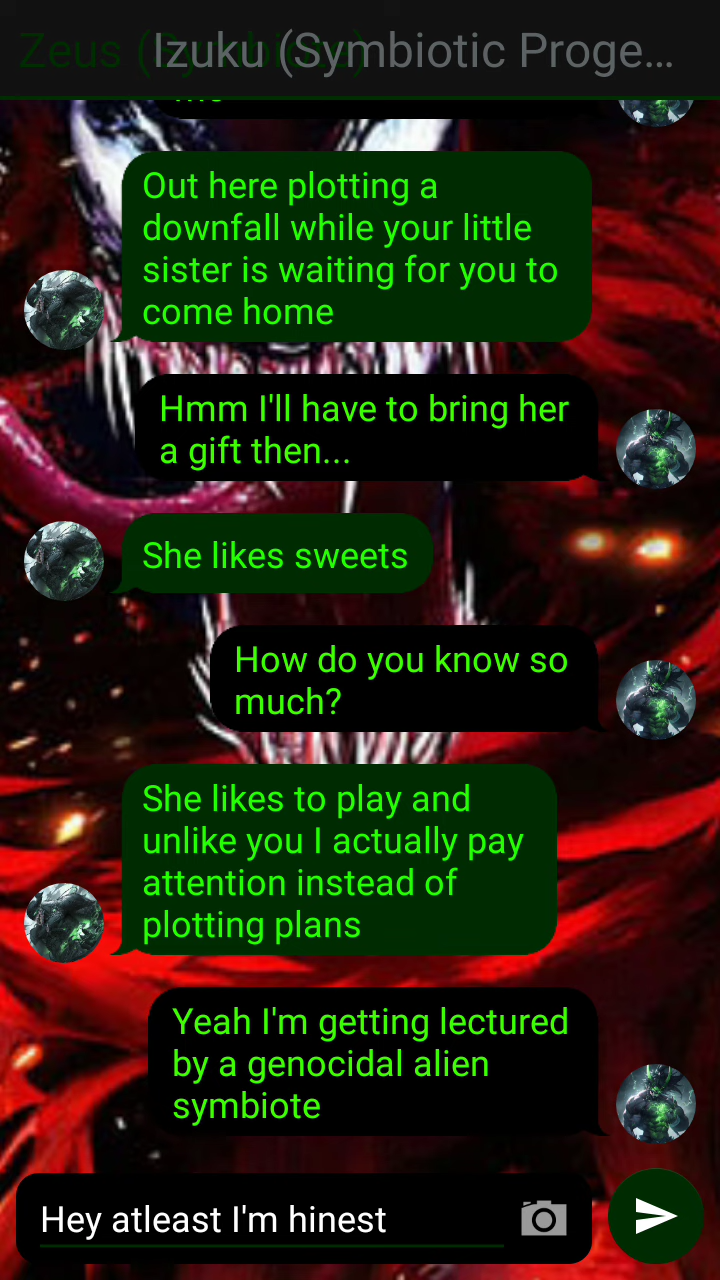 Zeus (Symbiote) Izuku (Symbiotic Proge…
me
Out here plotting a
downfall while your little
sister is waiting for you to
come home
Hmm I'll have to bring her
a gift then...
She likes sweets
How do you know so
much?
She likes to play and
unlike you I actually pay
attention instead of
plotting plans
Yeah I'm getting lectured
by a genocidal alien
symbiote
Hey atleast I'm hinest